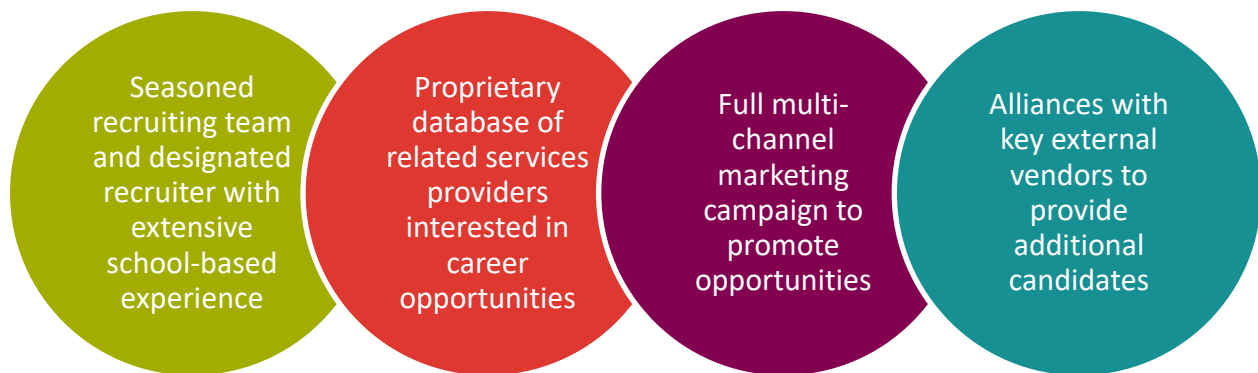 Seasoned
recruiting team
and designated
recruiter with
extensive
school-based
experience
Proprietary
database of
related services
providers
interested in
career
opportunities
Full multi-
channel
marketing
campaign to
promote
opportunities
Alliances with
key external
vendors to
provide
additional
candidates